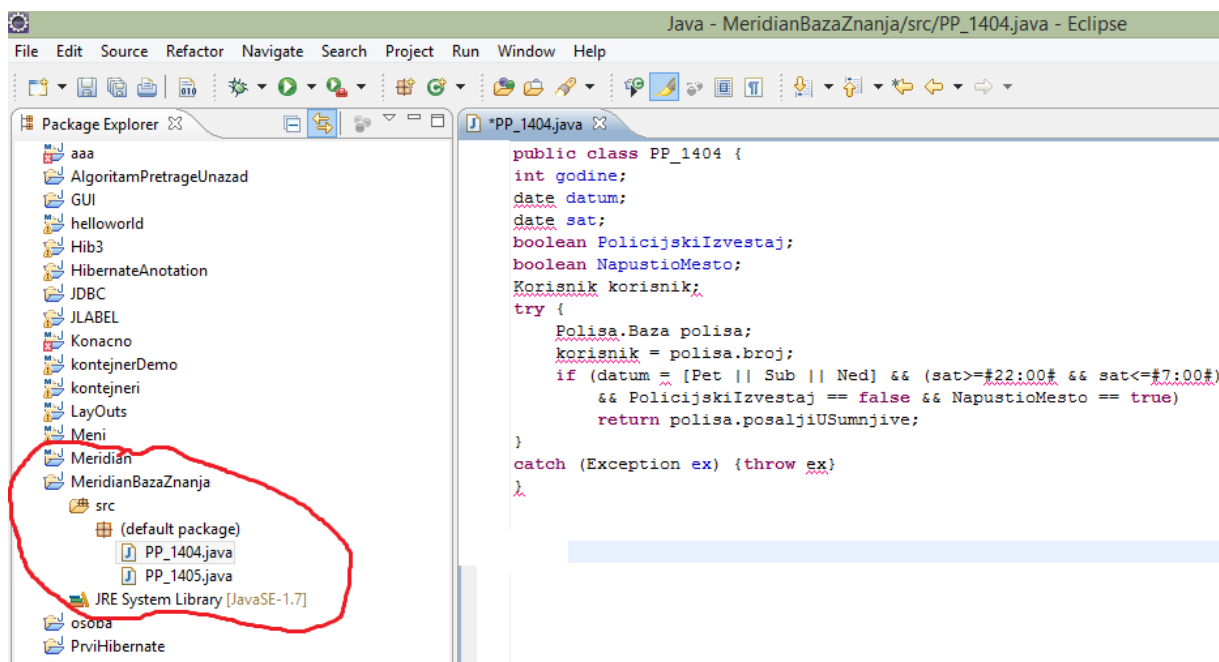 Java - MeridianBazaZnanja/src/PP_1404.java - Eclipse
File Edit Source Refactor Navigate Search Project Run Window Help
Package Explorer
*PP_1404.java
aaa
AlgoritamPretrageUnazad
GUI
helloworld
Hib3
HibernateAnotation
JDBC
JLABEL
Konacno
kontejnerDemo
kontejneri
LayOuts
Meni
Meridian
MeridianBazaZnanja
src
(default package)
PP_1404.java
PP_1405.java
JRE System Library [JavaSE-1.7]
osoba
PrviHibernate
public class PP_1404 {
int godine;
date datum;
date sat;
boolean PolicijskiIzvestaj;
boolean NapustioMesto;
Korisnik korisnik;
try {
Polisa.Baza polisa;
korisnik = polisa.broj;
if (datum = [Pet || Sub || Ned] && (sat>=#22:00# && sat<=#7:00#)
&& PolicijskiIzvestaj == false && NapustioMesto == true)
return polisa.posaljiUSumnjive;
}
catch (Exception ex) {throw ex}
}